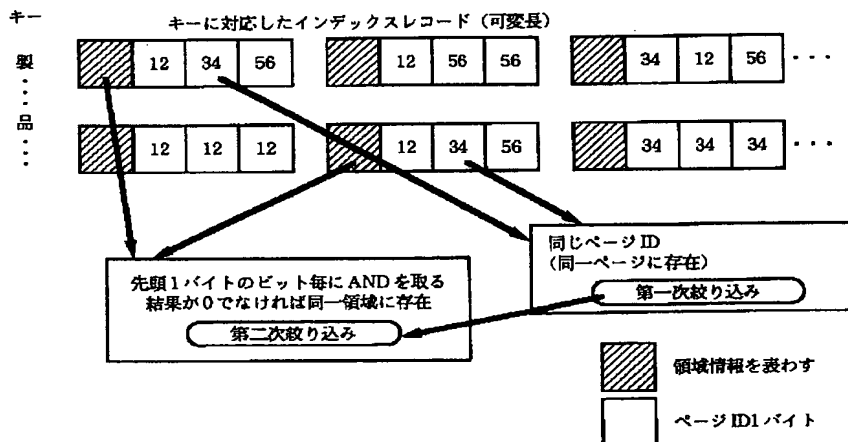 キー
キーに対応したインデックスレコード（可変長）
製
12 34 56
12 56 56
34 12 56
・・・
・
・
・
品
12 12 12
12 34 56
34 34 34
・・・
・
・
・
同じページID
（同一ページに存在）
第一次絞り込み
先頭1バイトのビット毎にANDを取る
結果が0でなければ同一領域に存在
第二次絞り込み
領域情報を表わす
ページID1バイト